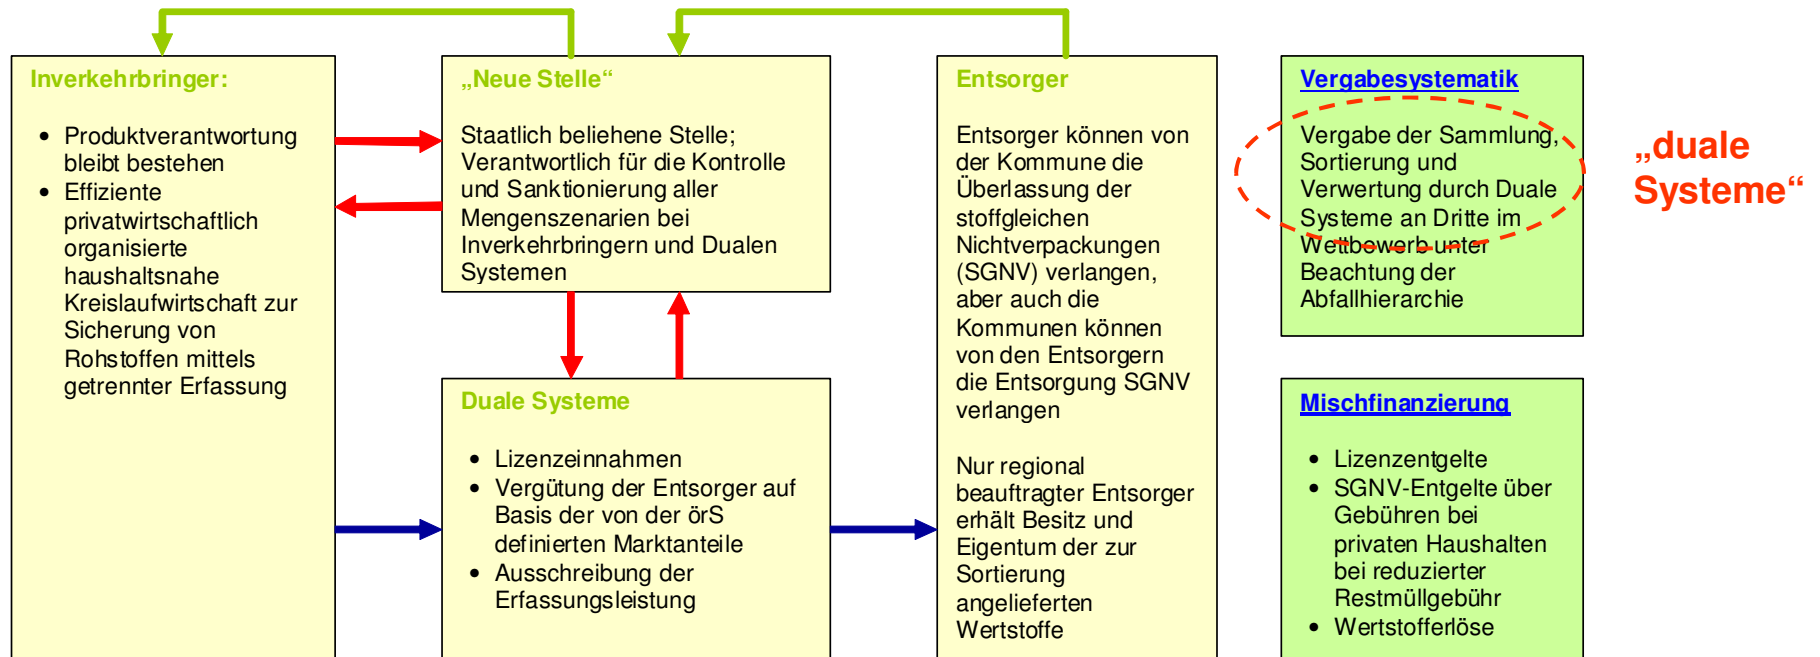 Inverkehrbringer:
• Produktverantwortung
bleibt bestehen
• Effiziente
privatwirtschaftlich
organisierte
haushaltsnahe
Kreislaufwirtschaft zur
Sicherung von
Rohstoffen mittels
getrennter Erfassung
„Neue Stelle“
Staatlich beliehene Stelle;
Verantwortlich für die Kontrolle
und Sanktionierung aller
Mengenszenarien bei
Inverkehrbringern und Dualen
Systemen
Duale Systeme
• Lizenzeinnahmen
• Vergütung der Entsorger auf
Basis der von der örS
definierten Marktanteile
• Ausschreibung der
Erfassungsleistung
Entsorger
Entsorger können von
der Kommune die
Überlassung der
stoffgleichen
Nichtverpackungen
(SGNV) verlangen,
aber auch die
Kommunen können
von den Entsorgern
die Entsorgung SGNV
verlangen
Nur regional
beauftragter Entsorger
erhält Besitz und
Eigentum der zur
Sortierung
angelieferten
Wertstoffe
Vergabesystematik
Vergabe der Sammlung,
Sortierung und
Verwertung durch Duale
Systeme an Dritte im
Wettbewerb unter
Beachtung der
Abfallhierarchie
„duale
Systeme“
Mischfinanzierung
• Lizenzentgelte
• SGNV-Entgelte über
Gebühren bei
privaten Haushalten
bei reduzierter
Restmüllgebühr
• Wertstofferlöse